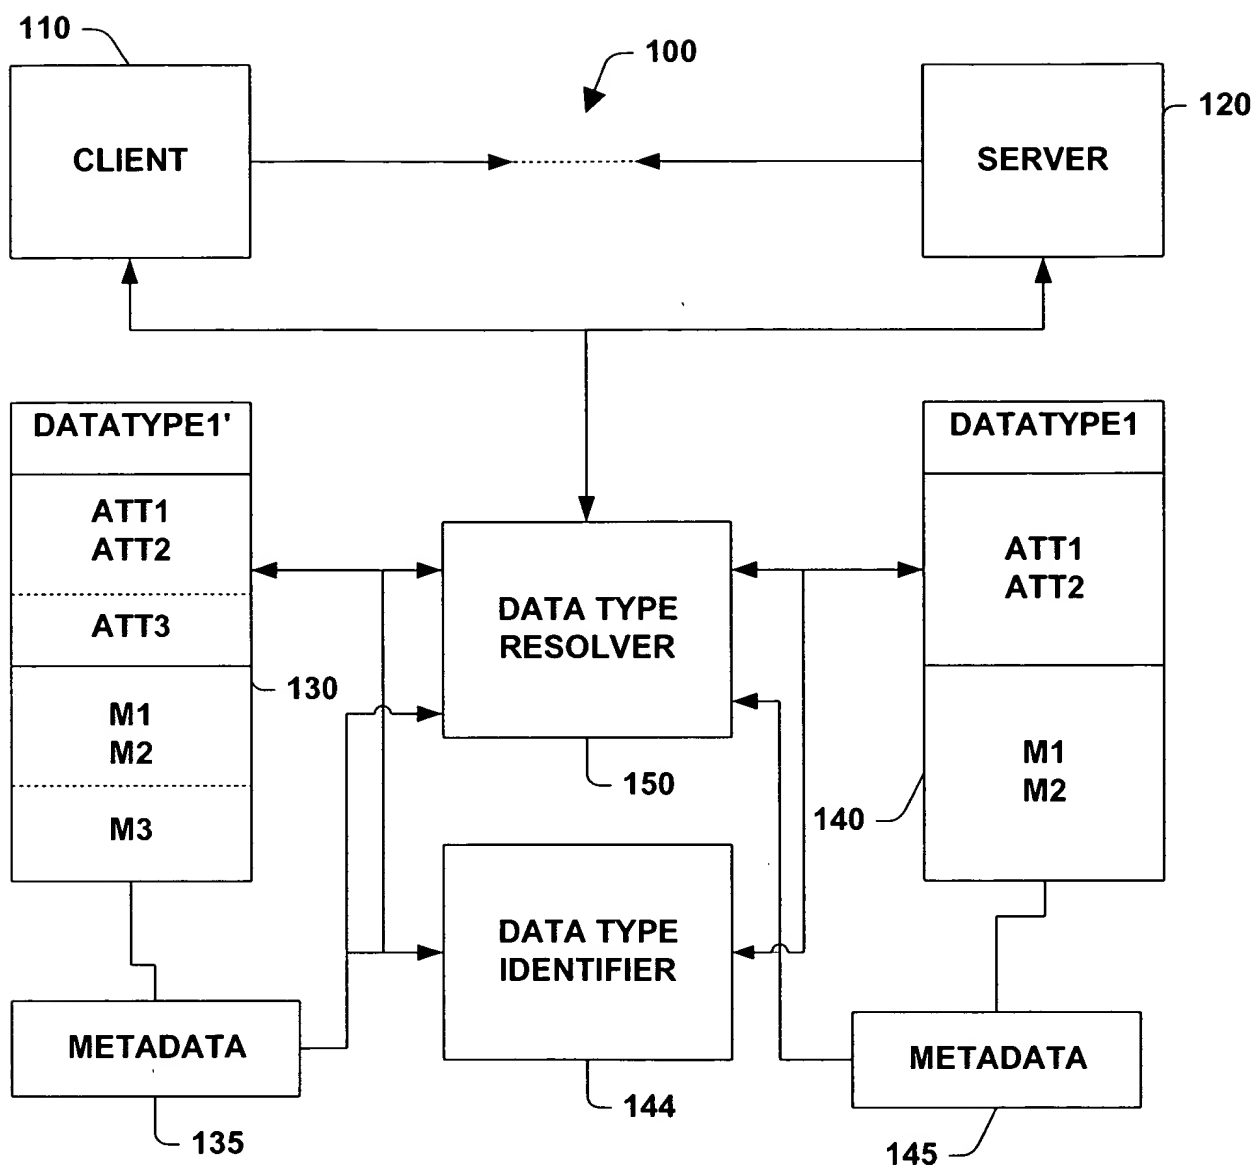 110
100
120
CLIENT
SERVER
DATATYPE1'
DATATYPE1
ATT1
ATT2
ATT3
ATT1
ATT2
DATA TYPE
RESOLVER
130
M1
M2
M3
M1
M2
150
140
DATA TYPE
IDENTIFIER
METADATA
METADATA
144
135
145